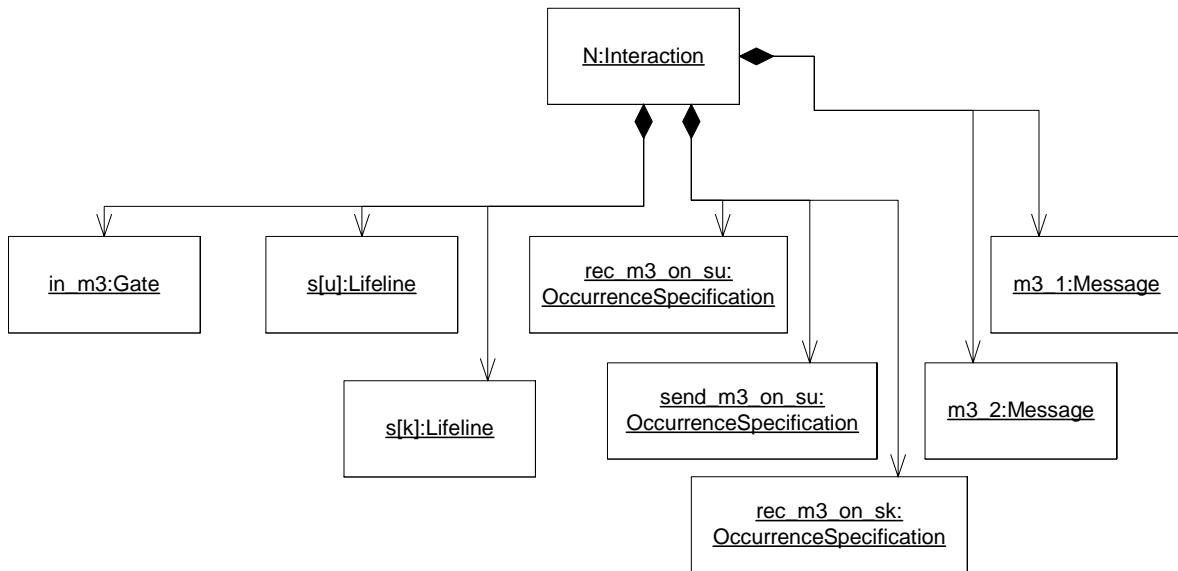 N:Interaction
in_m3:Gate
s[u]:Lifeline
rec_m3_on_su:
OccurrenceSpecification
m3_1:Message
s[k]:Lifeline
send_m3_on_su:
OccurrenceSpecification
m3_2:Message
rec_m3_on_sk:
OccurrenceSpecification